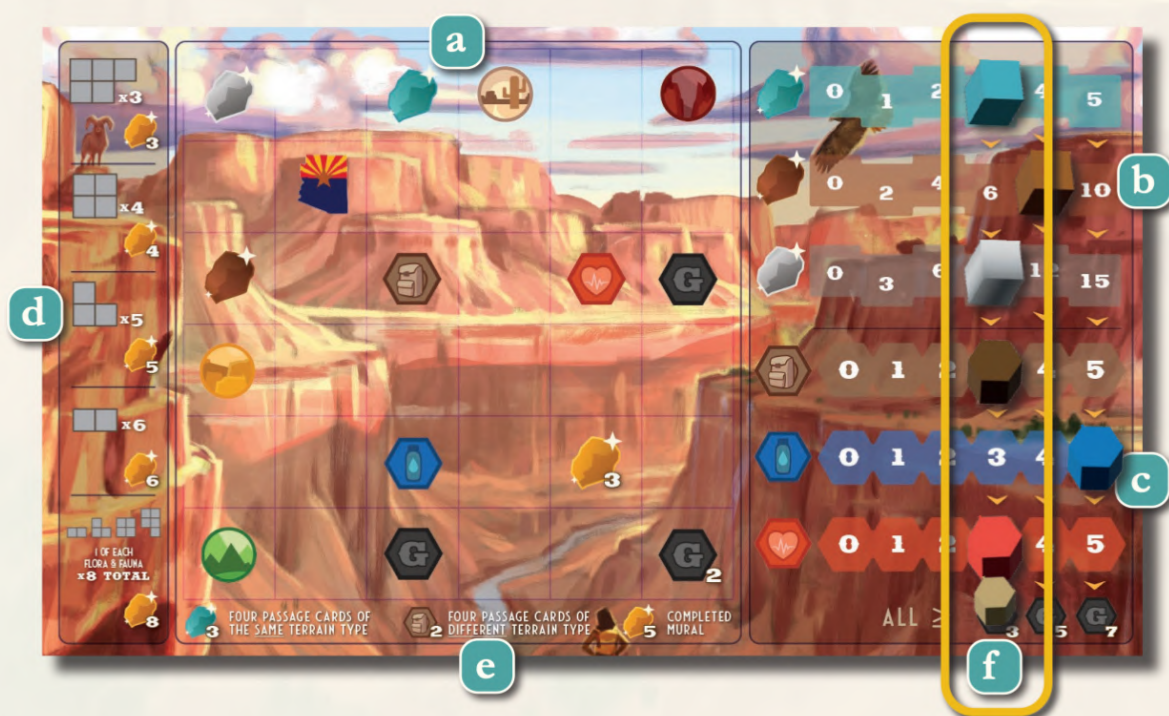 a
x3
3
x4
4
x5
5
x6
6
1 OF EACH
FLORA & FAUNA
x8 TOTAL
8
d
G
3
G
G
2
3 FOUR PASSAGE CARDS OF
THE SAME TERRAIN TYPE
2 FOUR PASSAGE CARDS OF
DIFFERENT TERRAIN TYPE
5 COMPLETED
MURAL
e
0 1 2 4 5
0 2 4 6 10
b
0 3 6 12 15
0 1 2 4 5
0 1 2 3 4
c
0 1 2 4 5
ALL ≥ 3 G 5 G 7
f